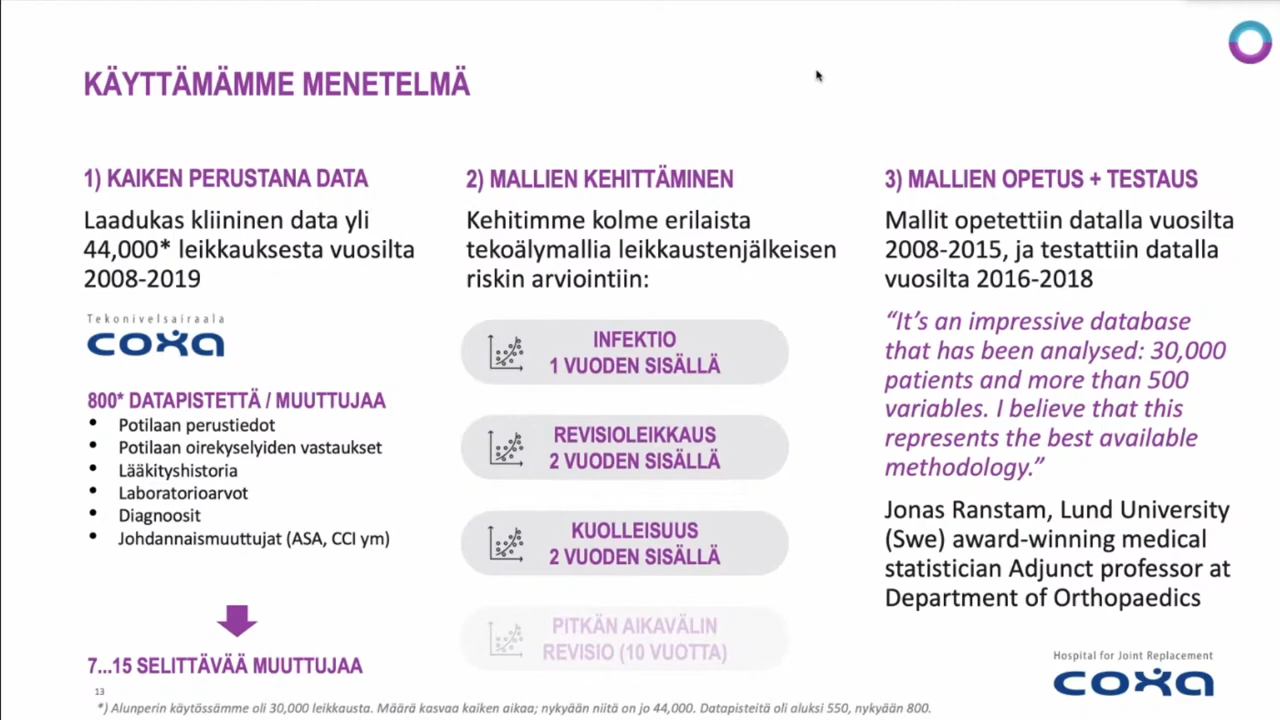 KÄYTTÄMÄMME MENETELMÄ
1) KAIKEN PERUSTANA DATA
Laadukas kliininen data yli
44,000* leikkauksesta vuosilta
2008-2019
Tekonivelsairaala
coxa
800* DATAPISTETTÄ / MUUTTUJAA
• Potilaan perustiedot
• Potilaan oirekyselyiden vastaukset
• Lääkityshistoria
• Laboratorioarvot
• Diagnoosit
• Johdannaismuuttujat (ASA, CCI ym)
7...15 SELITTÄVÄÄ MUUTTUJAA
2) MALLIEN KEHITTÄMINEN
Kehitimme kolme erilaista
tekoälymallia leikkaustenjälkeisen
riskin arviointiin:
INFEKTIO
1 VUODEN SISÄLLÄ
REVISIOLEIKKAUS
2 VUODEN SISÄLLÄ
KUOLLEISUUS
2 VUODEN SISÄLLÄ
PITKÄN AIKAVÄLIN
REVISIO (10 VUOTTA)
3) MALLIEN OPETUS + TESTAUS
Mallit opetettiin datalla vuosilta
2008-2015, ja testattiin datalla
vuosilta 2016-2018
“It’s an impressive database
that has been analysed: 30,000
patients and more than 500
variables. I believe that this
represents the best available
methodology.”
Jonas Ranstam, Lund University
(Swe) award-winning medical
statistician Adjunct professor at
Department of Orthopaedics
Hospital for Joint Replacement
coxa
13
*) Alunperin käytössämme oli 30,000 leikkausta. Määrä kasvaa kaiken aikaa; nykyään niitä on jo 44,000. Datapisteitä oli aluksi 550, nykyään 800.